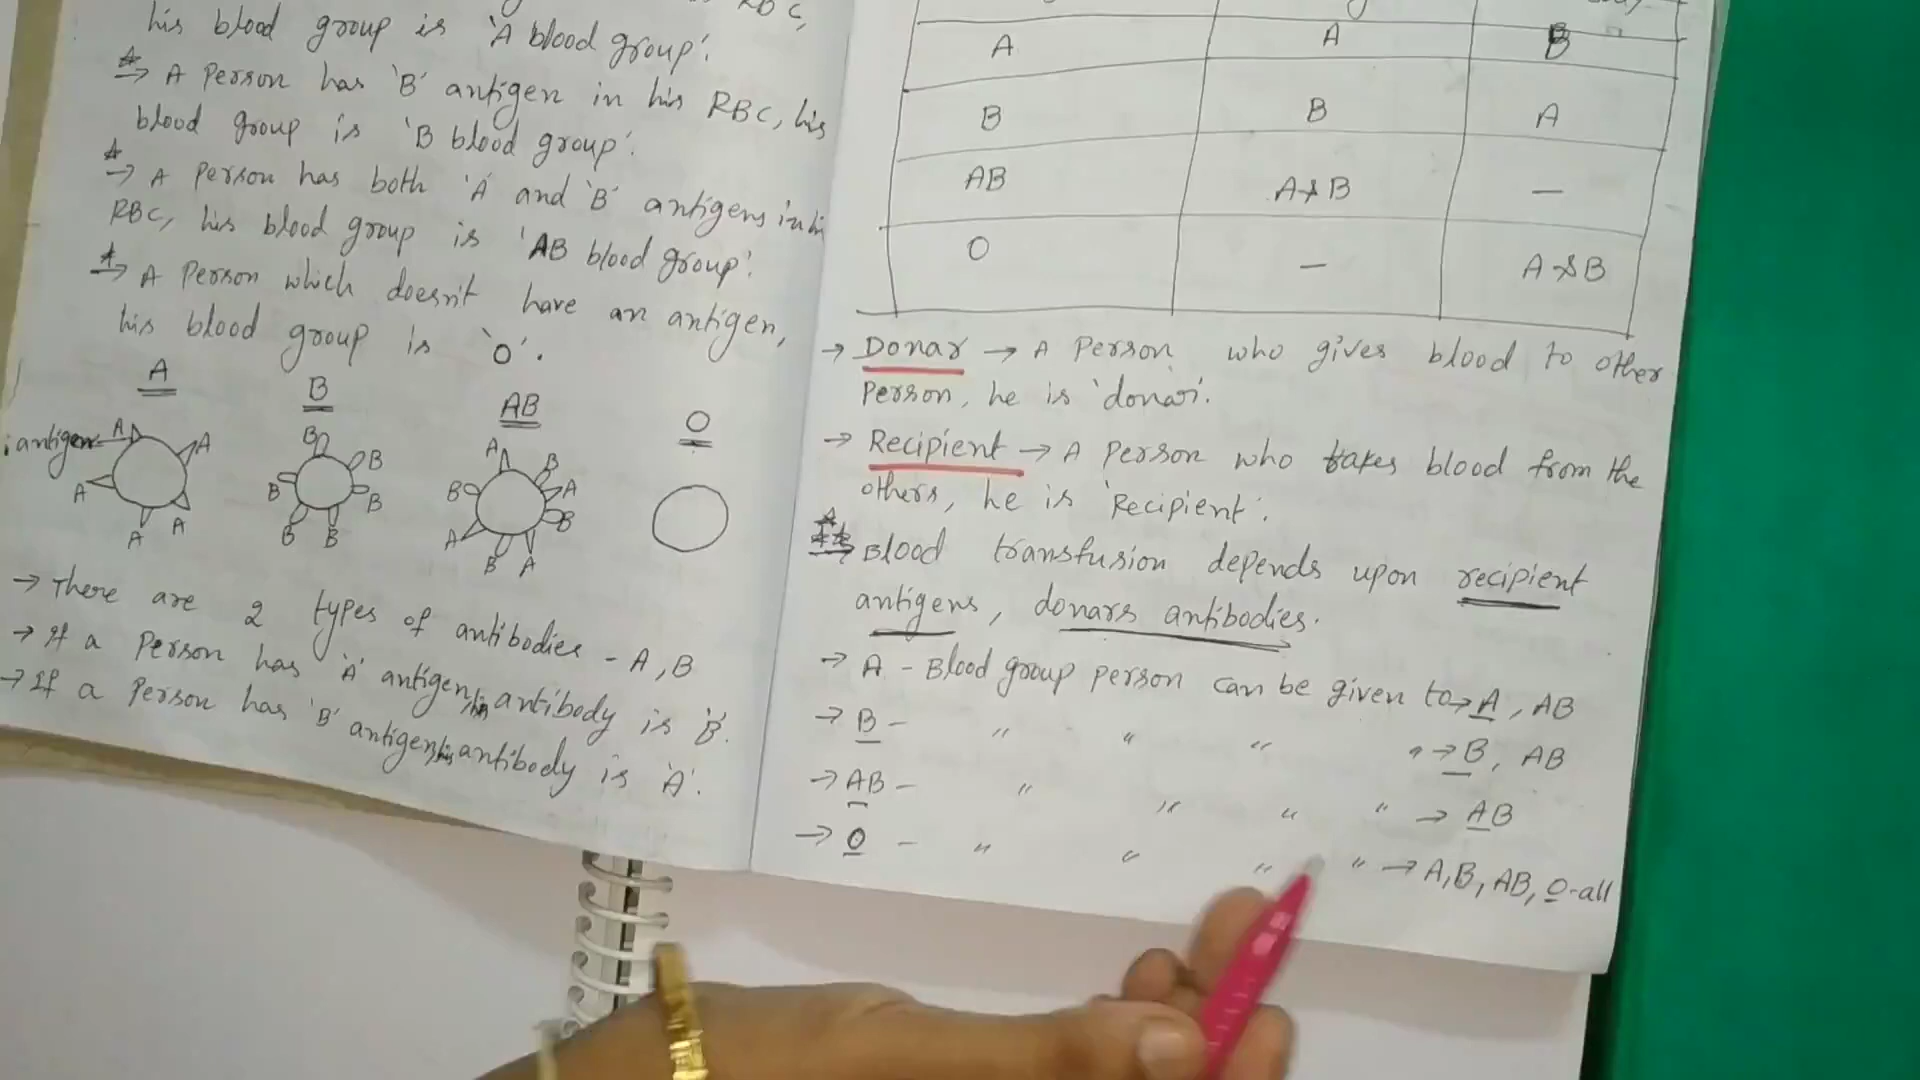 RBC,
his blood group is 'A blood group'.
→ A person has 'B' antigen in his RBC, his
blood group is 'B blood group'.
→ A person has both 'A' and 'B' antigens in
RBC, his blood group is 'AB blood group'.
→ A person which doesn't have an antigen,
his blood group is 'O'.
A B AB O
antigen
A A A A A A
B B B B B B
A B A B A B A B
→ There are 2 types of antibodies - A, B
→ If a person has 'A' antigen, his antibody is 'B'.
→ If a person has 'B' antigen, his antibody is 'A'.
A A B
B B A
AB A & B —
O — A & B
→ Donar → A person who gives blood to other
person, he is 'donar'.
→ Recipient → A person who takes blood from the
others, he is 'Recipient'.
→ Blood transfusion depends upon recipient
antigens, donars antibodies.
→ A - Blood group person can be given to → A, AB
→ B - " " " " → B, AB
→ AB - " " " " → AB
→ O - " " " " → A, B, AB, O-all